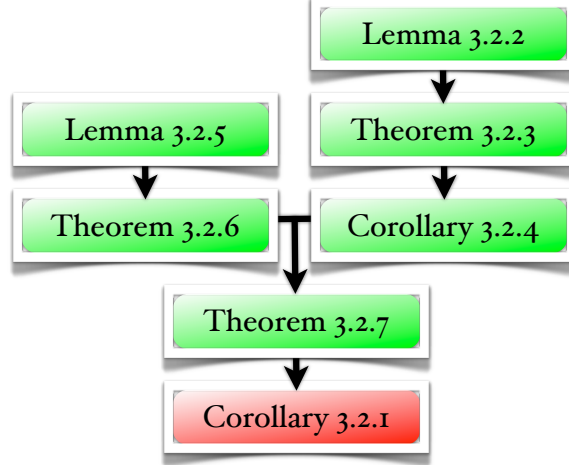 Lemma 3.2.2
Lemma 3.2.5
Theorem 3.2.3
Theorem 3.2.6
Corollary 3.2.4
Theorem 3.2.7
Corollary 3.2.1